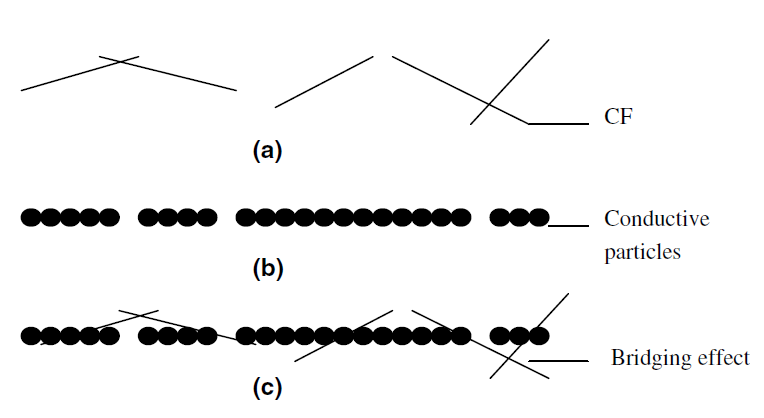 CF
(a)
Conductive
particles
(b)
Bridging effect
(c)